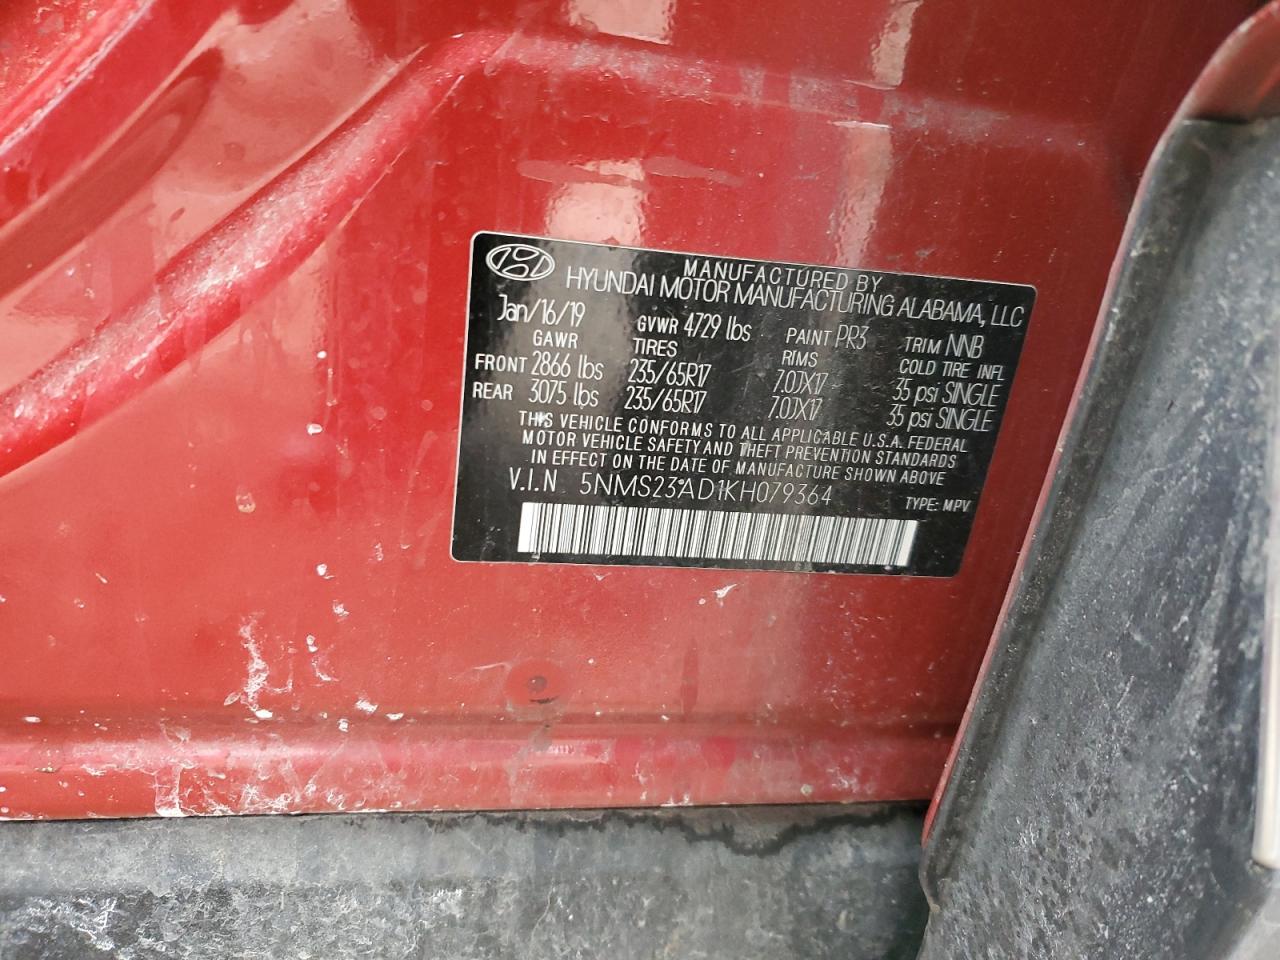 MANUFACTURED BY
HYUNDAI MOTOR MANUFACTURING ALABAMA, LLC
Jan/16/19 GVWR 4729 lbs PAINT PR3 TRIM NNB
GAWR TIRES RIMS COLD TIRE INFL
FRONT 2866 lbs 235/65R17 7.0JX17 35 psi SINGLE
REAR 3075 lbs 235/65R17 7.0JX17 35 psi SINGLE
THIS VEHICLE CONFORMS TO ALL APPLICABLE U.S.A. FEDERAL
MOTOR VEHICLE SAFETY AND THEFT PREVENTION STANDARDS
IN EFFECT ON THE DATE OF MANUFACTURE SHOWN ABOVE
V.I.N 5NMS23AD1KH079364 TYPE: MPV